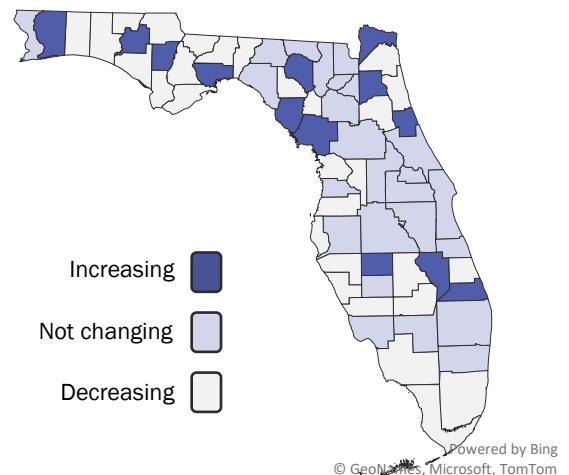 Increasing
Not changing
Decreasing
Powered by Bing
© GeoNames, Microsoft, TomTom